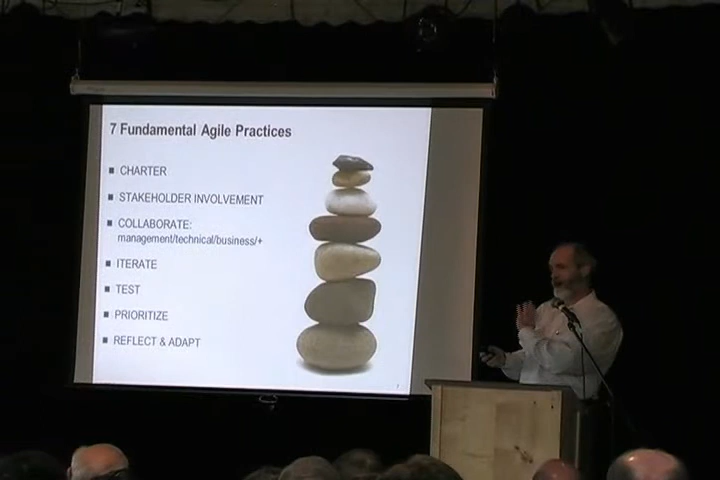 7 Fundamental Agile Practices
CHARTER
STAKEHOLDER INVOLVEMENT
COLLABORATE:
management/technical/business/+
ITERATE
TEST
PRIORITIZE
REFLECT & ADAPT